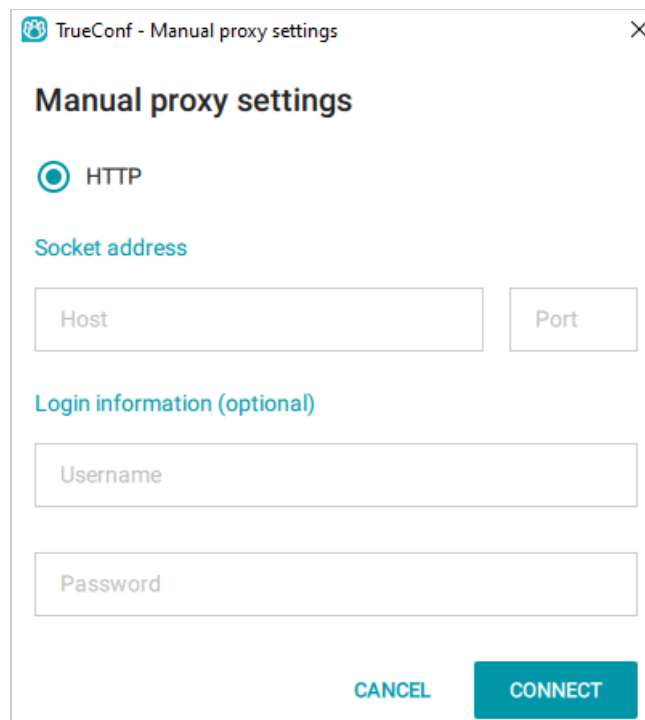 TrueConf - Manual proxy settings
Manual proxy settings
HTTP
Socket address
Host Port
Login information (optional)
Username
Password
CANCEL CONNECT